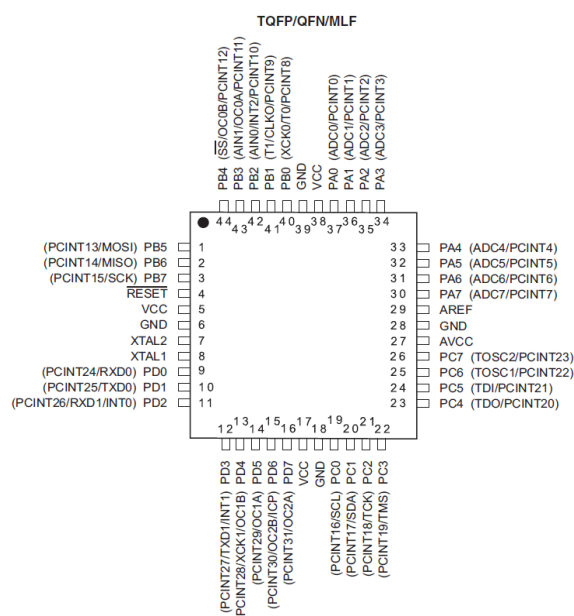 TQFP/QFN/MLF
PB4 (SS/OC0B/PCINT12)
PB3 (AIN1/OC0A/PCINT11)
PB2 (AIN0/INT2/PCINT10)
PB1 (T1/CLKO/PCINT9)
PB0 (XCK0/T0/PCINT8)
GND
VCC
PA0 (ADC0/PCINT0)
PA1 (ADC1/PCINT1)
PA2 (ADC2/PCINT2)
PA3 (ADC3/PCINT3)
44 43 42 41 40 39 38 37 36 35 34
(PCINT13/MOSI) PB5 1
(PCINT14/MISO) PB6 2
(PCINT15/SCK) PB7 3
RESET 4
VCC 5
GND 6
XTAL2 7
XTAL1 8
(PCINT24/RXD0) PD0 9
(PCINT25/TXD0) PD1 10
(PCINT26/RXD1/INT0) PD2 11
33 PA4 (ADC4/PCINT4)
32 PA5 (ADC5/PCINT5)
31 PA6 (ADC6/PCINT6)
30 PA7 (ADC7/PCINT7)
29 AREF
28 GND
27 AVCC
26 PC7 (TOSC2/PCINT23)
25 PC6 (TOSC1/PCINT22)
24 PC5 (TDI/PCINT21)
23 PC4 (TDO/PCINT20)
12 13 14 15 16 17 18 19 20 21 22
(PCINT27/TXD1/INT1) PD3
(PCINT28/XCK1/OC1B) PD4
(PCINT29/OC1A) PD5
(PCINT30/OC2B/ICP) PD6
(PCINT31/OC2A) PD7
VCC
GND
(PCINT16/SCL) PC0
(PCINT17/SDA) PC1
(PCINT18/TCK) PC2
(PCINT19/TMS) PC3